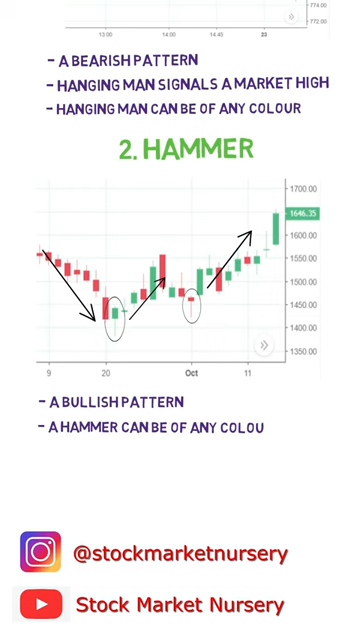 774.00
772.00
13:00 14:00 14:45 23
- A BEARISH PATTERN
- HANGING MAN SIGNALS A MARKET HIGH
- HANGING MAN CAN BE OF ANY COLOUR
2. HAMMER
1700.00
1646.35
1600.00
1550.00
1500.00
1450.00
1400.00
1350.00
9 20 Oct 11
- A BULLISH PATTERN
- A HAMMER CAN BE OF ANY COLOU
@stockmarketnursery
Stock Market Nursery